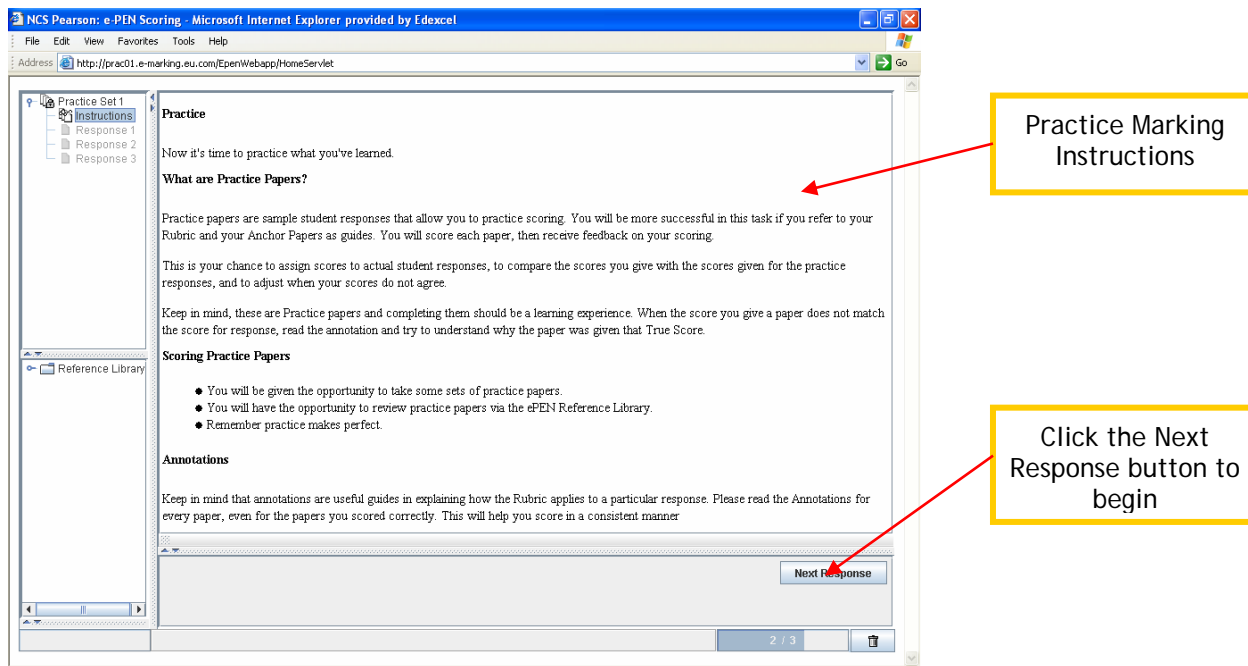 NCS Pearson: e-PEN Scoring - Microsoft Internet Explorer provided by Edexcel
File Edit View Favorites Tools Help
Address http://prac01.e-marking.eu.com/EpenWebapp/HomeServlet Go
Practice Set 1
Instructions
Response 1
Response 2
Response 3
Reference Library
Practice
Now it's time to practice what you've learned.
What are Practice Papers?
Practice papers are sample student responses that allow you to practice scoring. You will be more successful in this task if you refer to your
Rubric and your Anchor Papers as guides. You will score each paper, then receive feedback on your scoring.
This is your chance to assign scores to actual student responses, to compare the scores you give with the scores given for the practice
responses, and to adjust when your scores do not agree.
Keep in mind, these are Practice papers and completing them should be a learning experience. When the score you give a paper does not match
the score for response, read the annotation and try to understand why the paper was given that True Score.
Scoring Practice Papers
● You will be given the opportunity to take some sets of practice papers.
● You will have the opportunity to review practice papers via the ePEN Reference Library.
● Remember practice makes perfect.
Annotations
Keep in mind that annotations are useful guides in explaining how the Rubric applies to a particular response. Please read the Annotations for
every paper, even for the papers you scored correctly. This will help you score in a consistent manner
Next Response
2 / 3
Practice Marking
Instructions
Click the Next
Response button to
begin